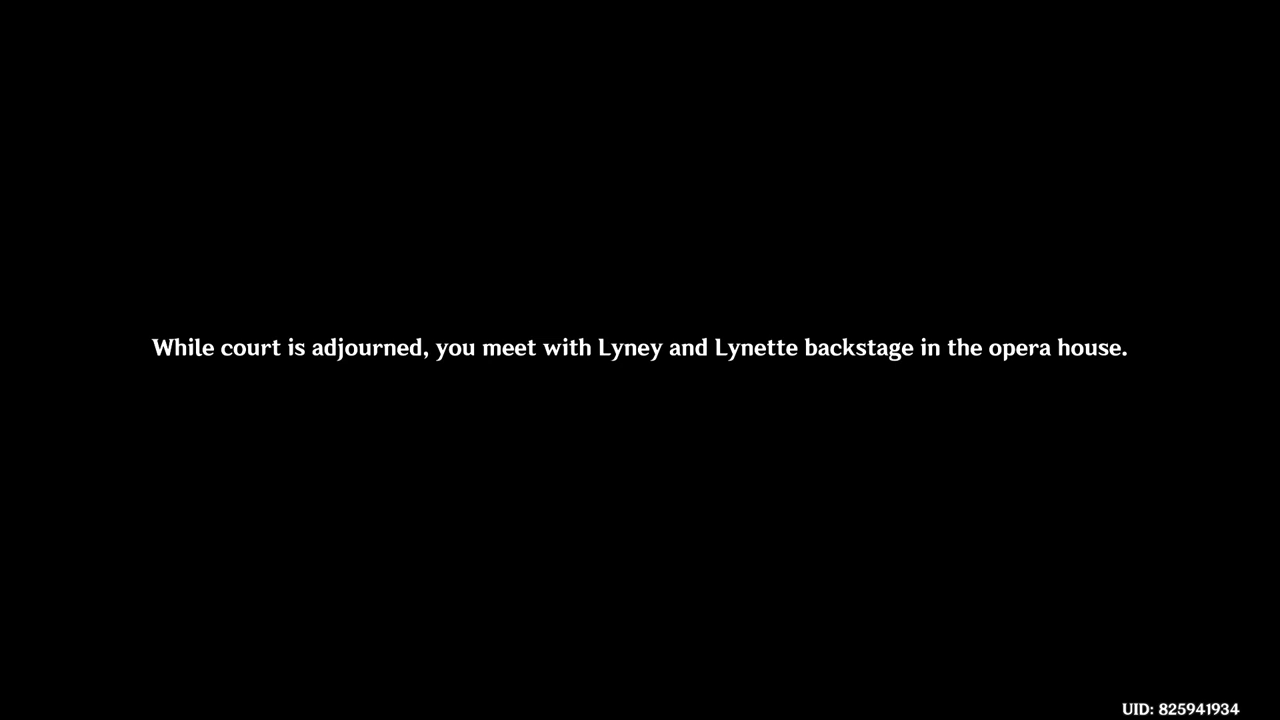 While court is adjourned, you meet with Lyney and Lynette backstage in the opera house.
UID: 825941934